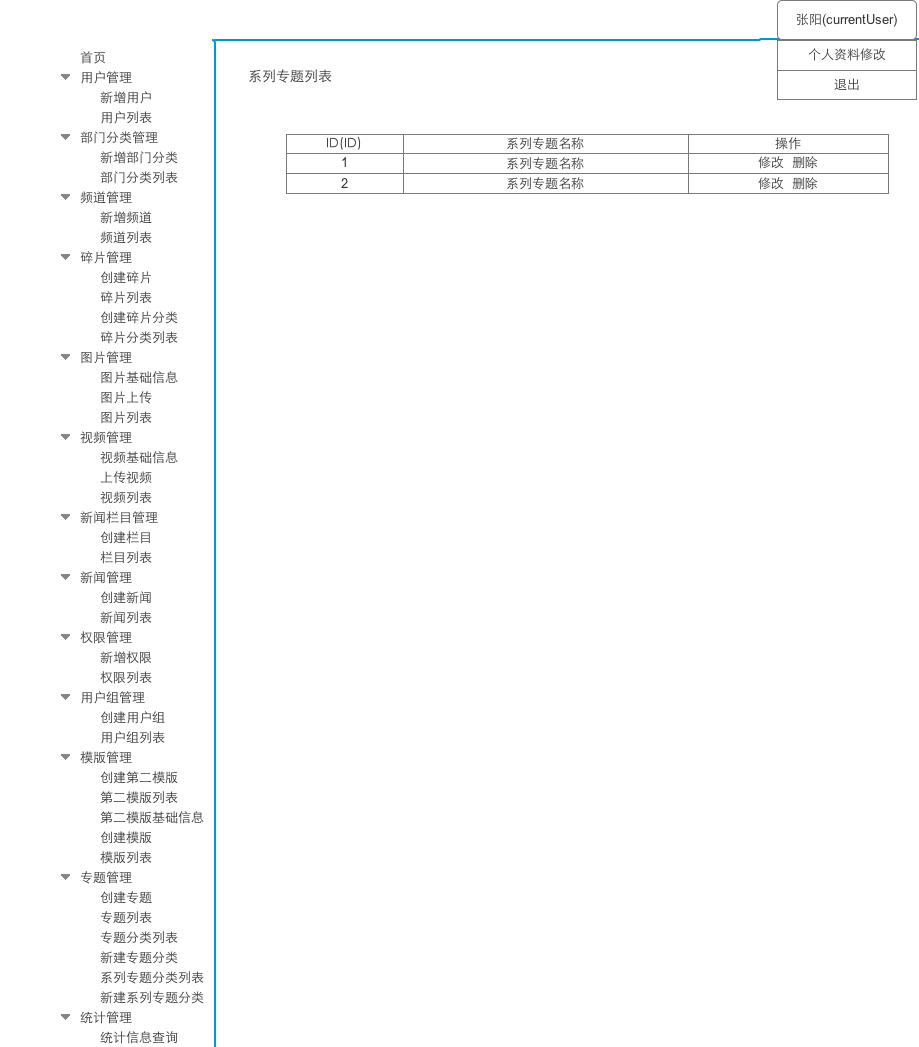 张阳(currentUser)
个人资料修改
退出
首页
用户管理
新增用户
用户列表
部门分类管理
新增部门分类
部门分类列表
频道管理
新增频道
频道列表
碎片管理
创建碎片
碎片列表
创建碎片分类
碎片分类列表
图片管理
图片基础信息
图片上传
图片列表
视频管理
视频基础信息
上传视频
视频列表
新闻栏目管理
创建栏目
栏目列表
新闻管理
创建新闻
新闻列表
权限管理
新增权限
权限列表
用户组管理
创建用户组
用户组列表
模版管理
创建第二模版
第二模版列表
第二模版基础信息
创建模版
模版列表
专题管理
创建专题
专题列表
专题分类列表
新建专题分类
系列专题分类列表
新建系列专题分类
统计管理
统计信息查询
系列专题列表
ID(ID) 系列专题名称 操作
1 系列专题名称 修改 删除
2 系列专题名称 修改 删除